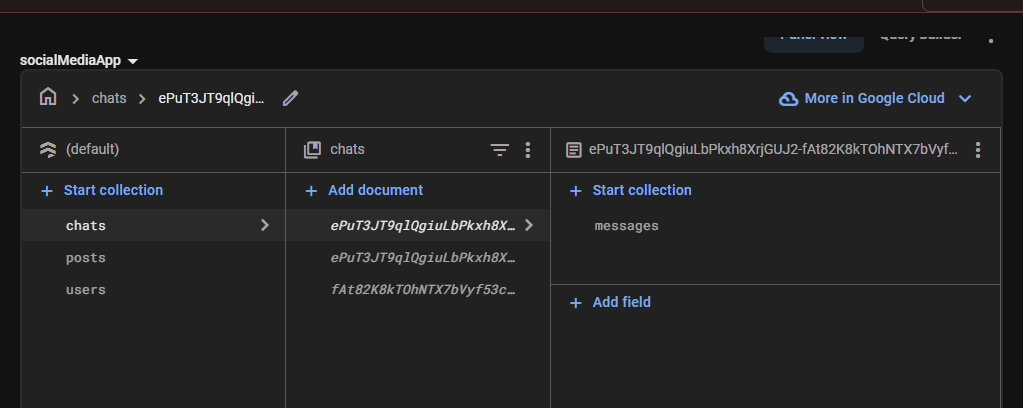 Panel view Query builder
socialMediaApp
chats ePuT3JT9qlQgi...
More in Google Cloud
(default)
chats
ePuT3JT9qlQgiuLbPkxh8XrjGUJ2-fAt82K8kTOhNTX7bVyf...
Start collection
Add document
Start collection
chats
ePuT3JT9qlQgiuLbPkxh8X...
messages
posts
ePuT3JT9qlQgiuLbPkxh8X...
users
fAt82K8kTOhNTX7bVyf53c...
Add field